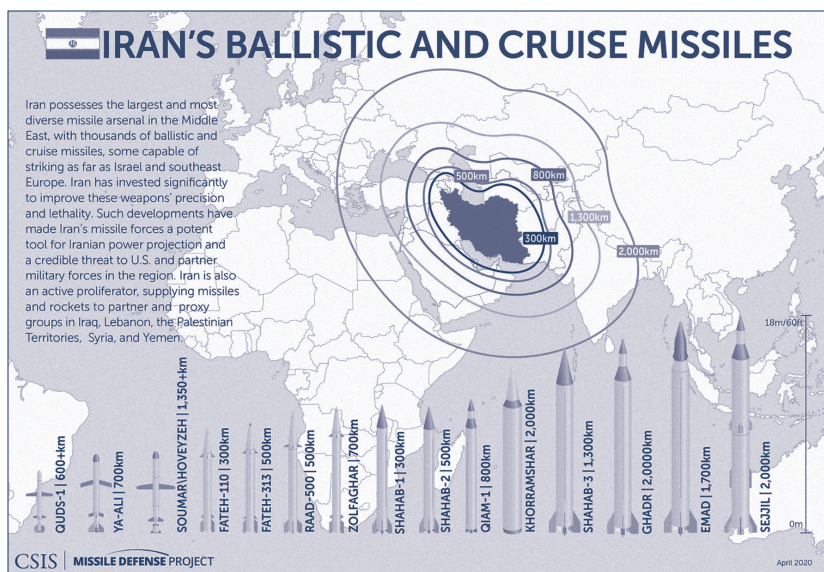 IRAN'S BALLISTIC AND CRUISE MISSILES
Iran possesses the largest and most
diverse missile arsenal in the Middle
East, with thousands of ballistic and
cruise missiles, some capable of
striking as far as Israel and southeast
Europe. Iran has invested significantly
to improve these weapons' precision
and lethality. Such developments have
made Iran's missile forces a potent
tool for Iranian power projection and
a credible threat to U.S. and partner
military forces in the region. Iran is also
an active proliferator, supplying missiles
and rockets to partner and proxy
groups in Iraq, Lebanon, the Palestinian
Territories, Syria, and Yemen.
500km
800km
1,300km
300km
2,000km
18m/60ft
0m
QUDS-1 | 600+km
YA-ALI | 700km
SOUMAR\HOVEYZEH | 1,350+km
FATEH-110 | 300km
FATEH-313 | 500km
RAAD-500 | 500km
ZOLFAGHAR | 700km
SHAHAB-1 | 300km
SHAHAB-2 | 500km
QIAM-1 | 800km
KHORRAMSHAR | 2,000km
SHAHAB-3 | 1,300km
GHADR | 2,0000km
EMAD | 1,700km
SEJJIL | 2,000km
CSIS | MISSILE DEFENSE PROJECT
April 2020